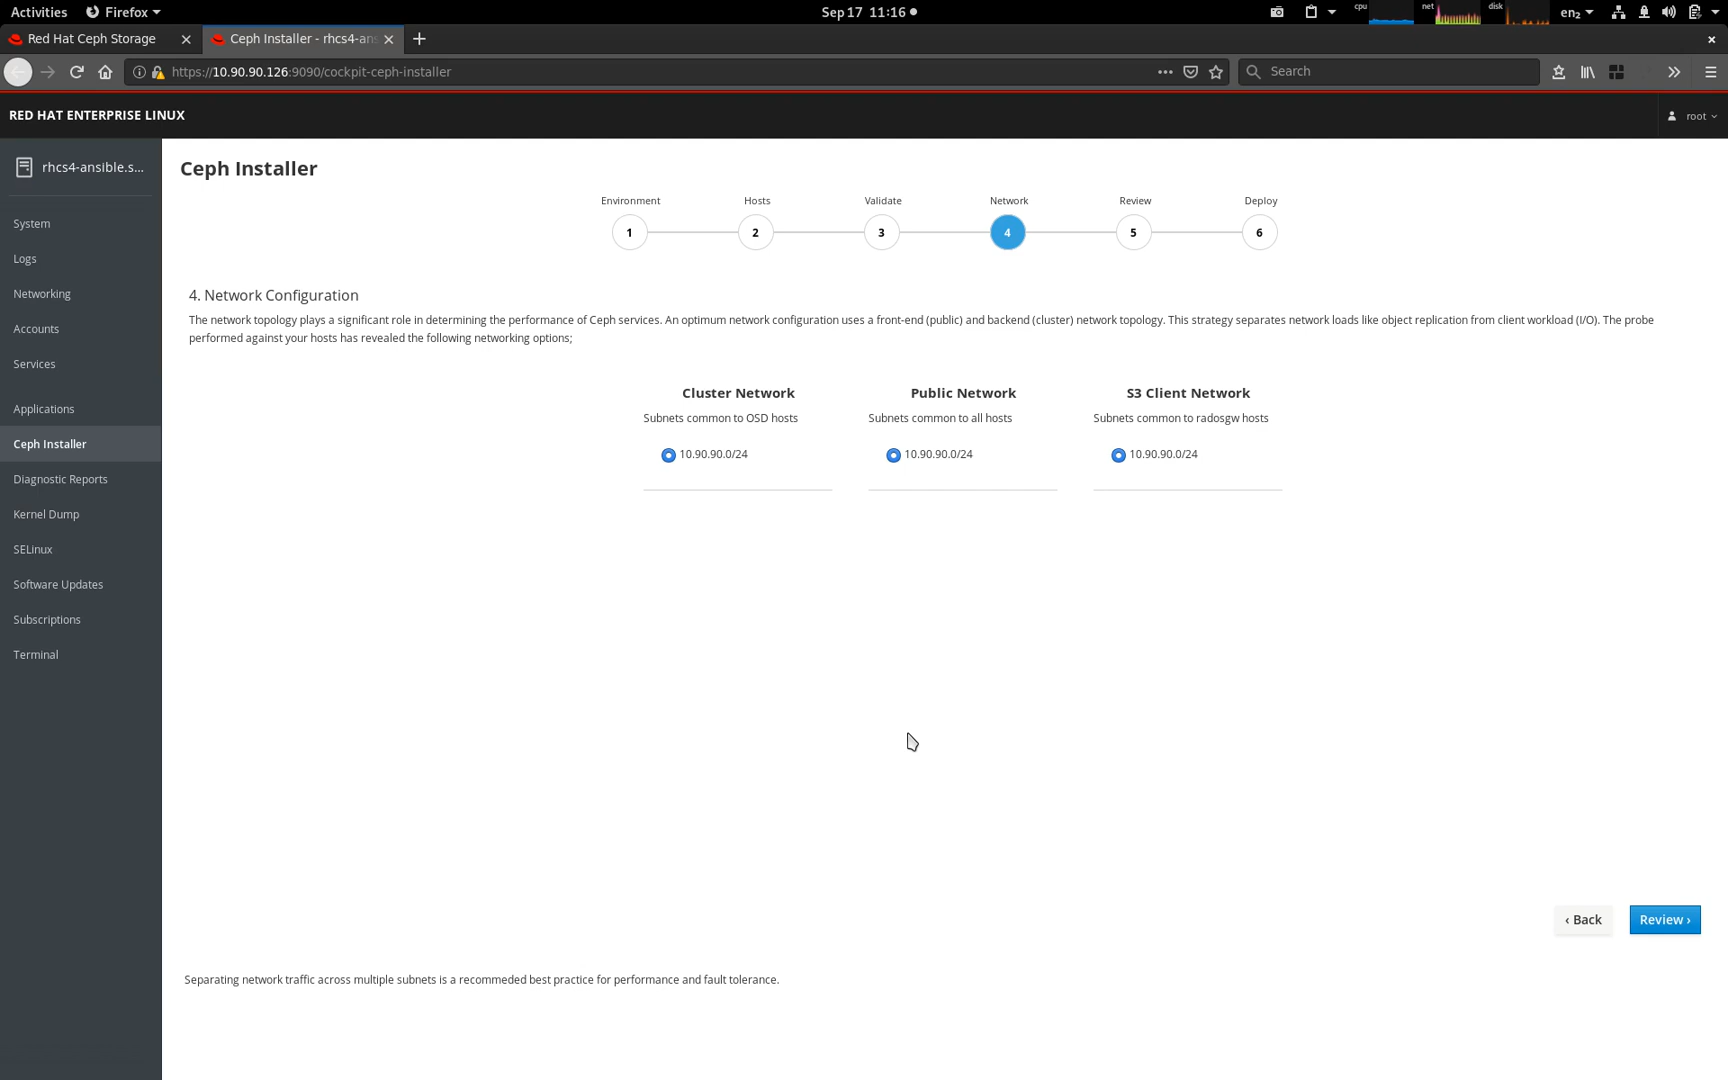 Activities Firefox Sep 17 11:16 cpu net disk en₂
Red Hat Ceph Storage Ceph Installer - rhcs4-ans
https://10.90.90.126:9090/cockpit-ceph-installer Search
RED HAT ENTERPRISE LINUX root
rhcs4-ansible.s...
System
Logs
Networking
Accounts
Services
Applications
Ceph Installer
Diagnostic Reports
Kernel Dump
SELinux
Software Updates
Subscriptions
Terminal
Ceph Installer
Environment Hosts Validate Network Review Deploy
1 2 3 4 5 6
4. Network Configuration
The network topology plays a significant role in determining the performance of Ceph services. An optimum network configuration uses a front-end (public) and backend (cluster) network topology. This strategy separates network loads like object replication from client workload (I/O). The probe
performed against your hosts has revealed the following networking options;
Cluster Network Public Network S3 Client Network
Subnets common to OSD hosts Subnets common to all hosts Subnets common to radosgw hosts
10.90.90.0/24 10.90.90.0/24 10.90.90.0/24
‹ Back Review ›
Separating network traffic across multiple subnets is a recommeded best practice for performance and fault tolerance.